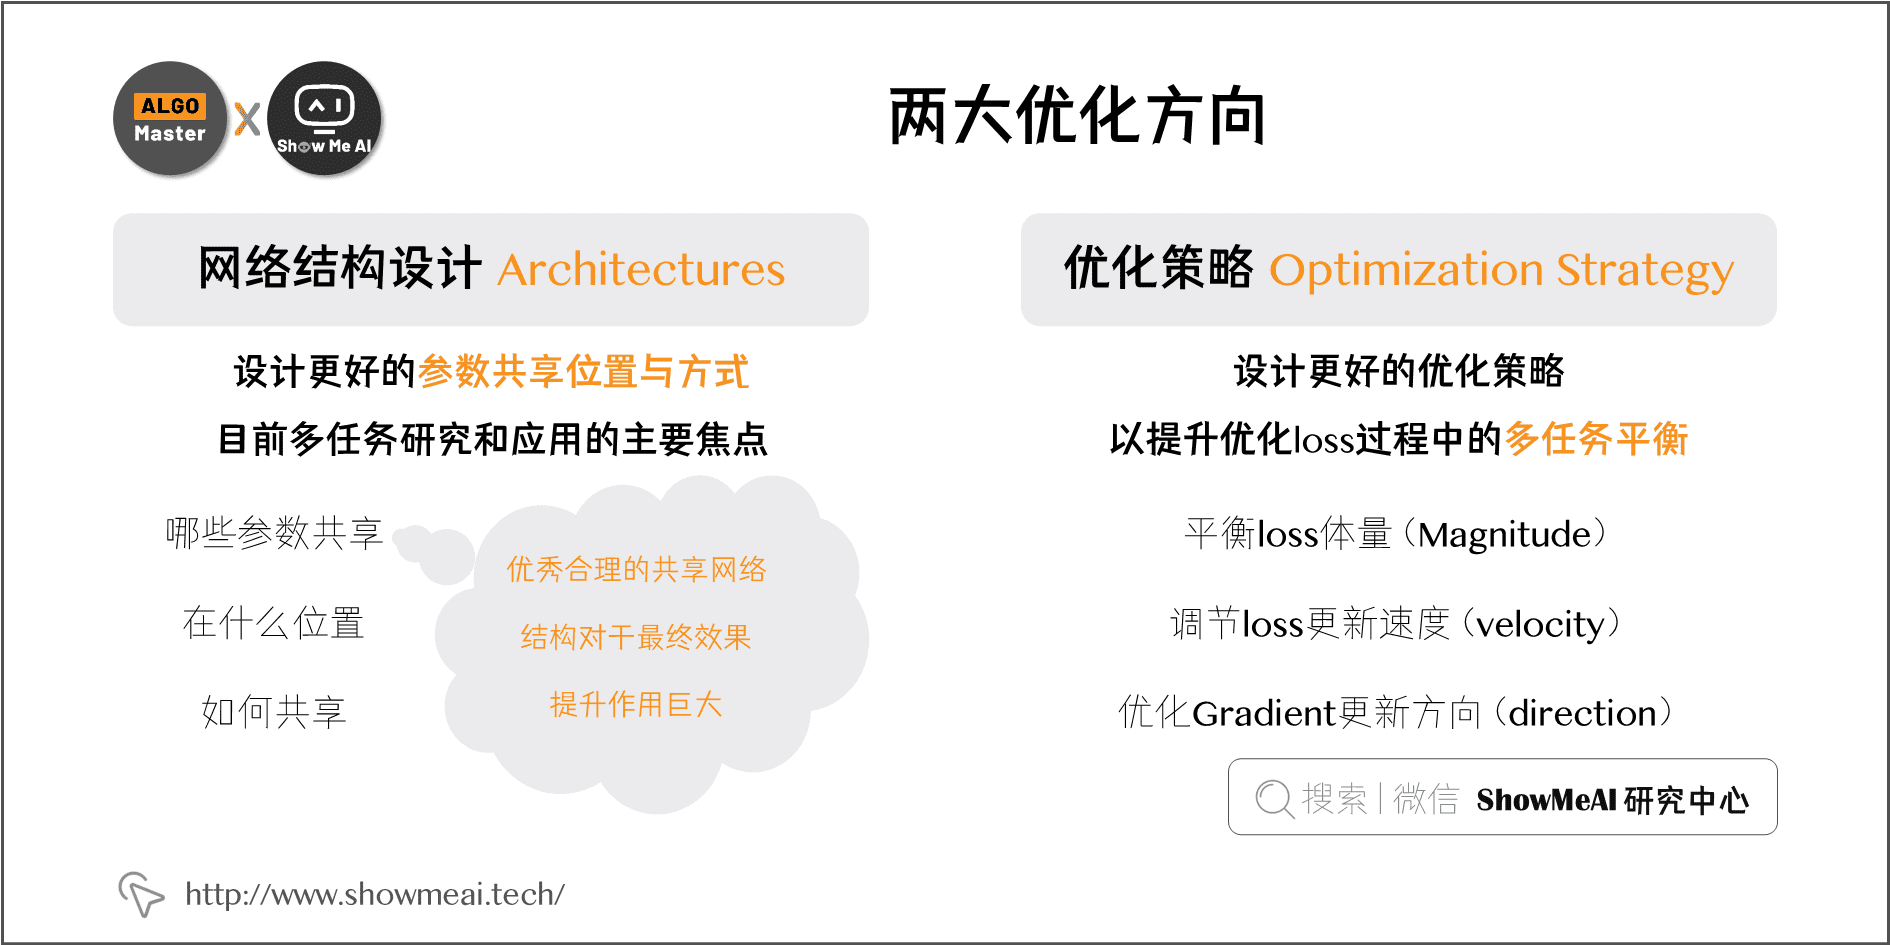 ALGO
Master
X
Show Me AI
两大优化方向
网络结构设计 Architectures
设计更好的参数共享位置与方式
目前多任务研究和应用的主要焦点
哪些参数共享
在什么位置
如何共享
优秀合理的共享网络
结构对于最终效果
提升作用巨大
优化策略 Optimization Strategy
设计更好的优化策略
以提升优化loss过程中的多任务平衡
平衡loss体量（Magnitude）
调节loss更新速度（velocity）
优化Gradient更新方向（direction）
搜索|微信 ShowMeAI 研究中心
http://www.showmeai.tech/